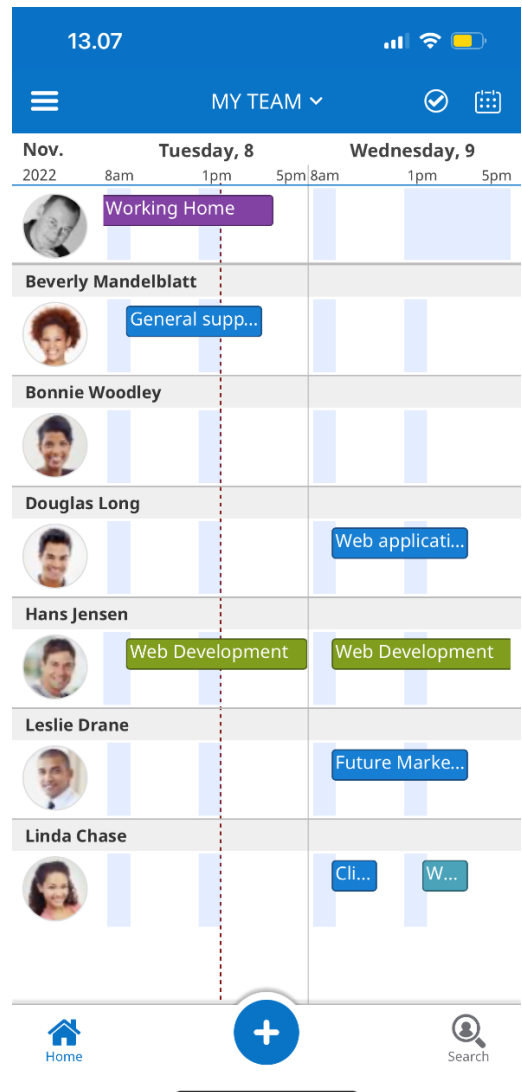 13.07
MY TEAM
Nov. Tuesday, 8 Wednesday, 9
2022 8am 1pm 5pm 8am 1pm 5pm
Working Home
Beverly Mandelblatt
General supp...
Bonnie Woodley
Douglas Long
Web applicati...
Hans Jensen
Web Development Web Development
Leslie Drane
Future Marke...
Linda Chase
Cli... W...
Home Search